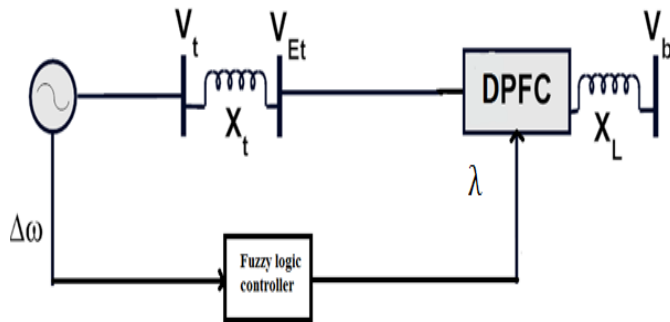 V_t
V_Et
V_b
DPFC
X_t
X_L
λ
Δω
Fuzzy logic
controller